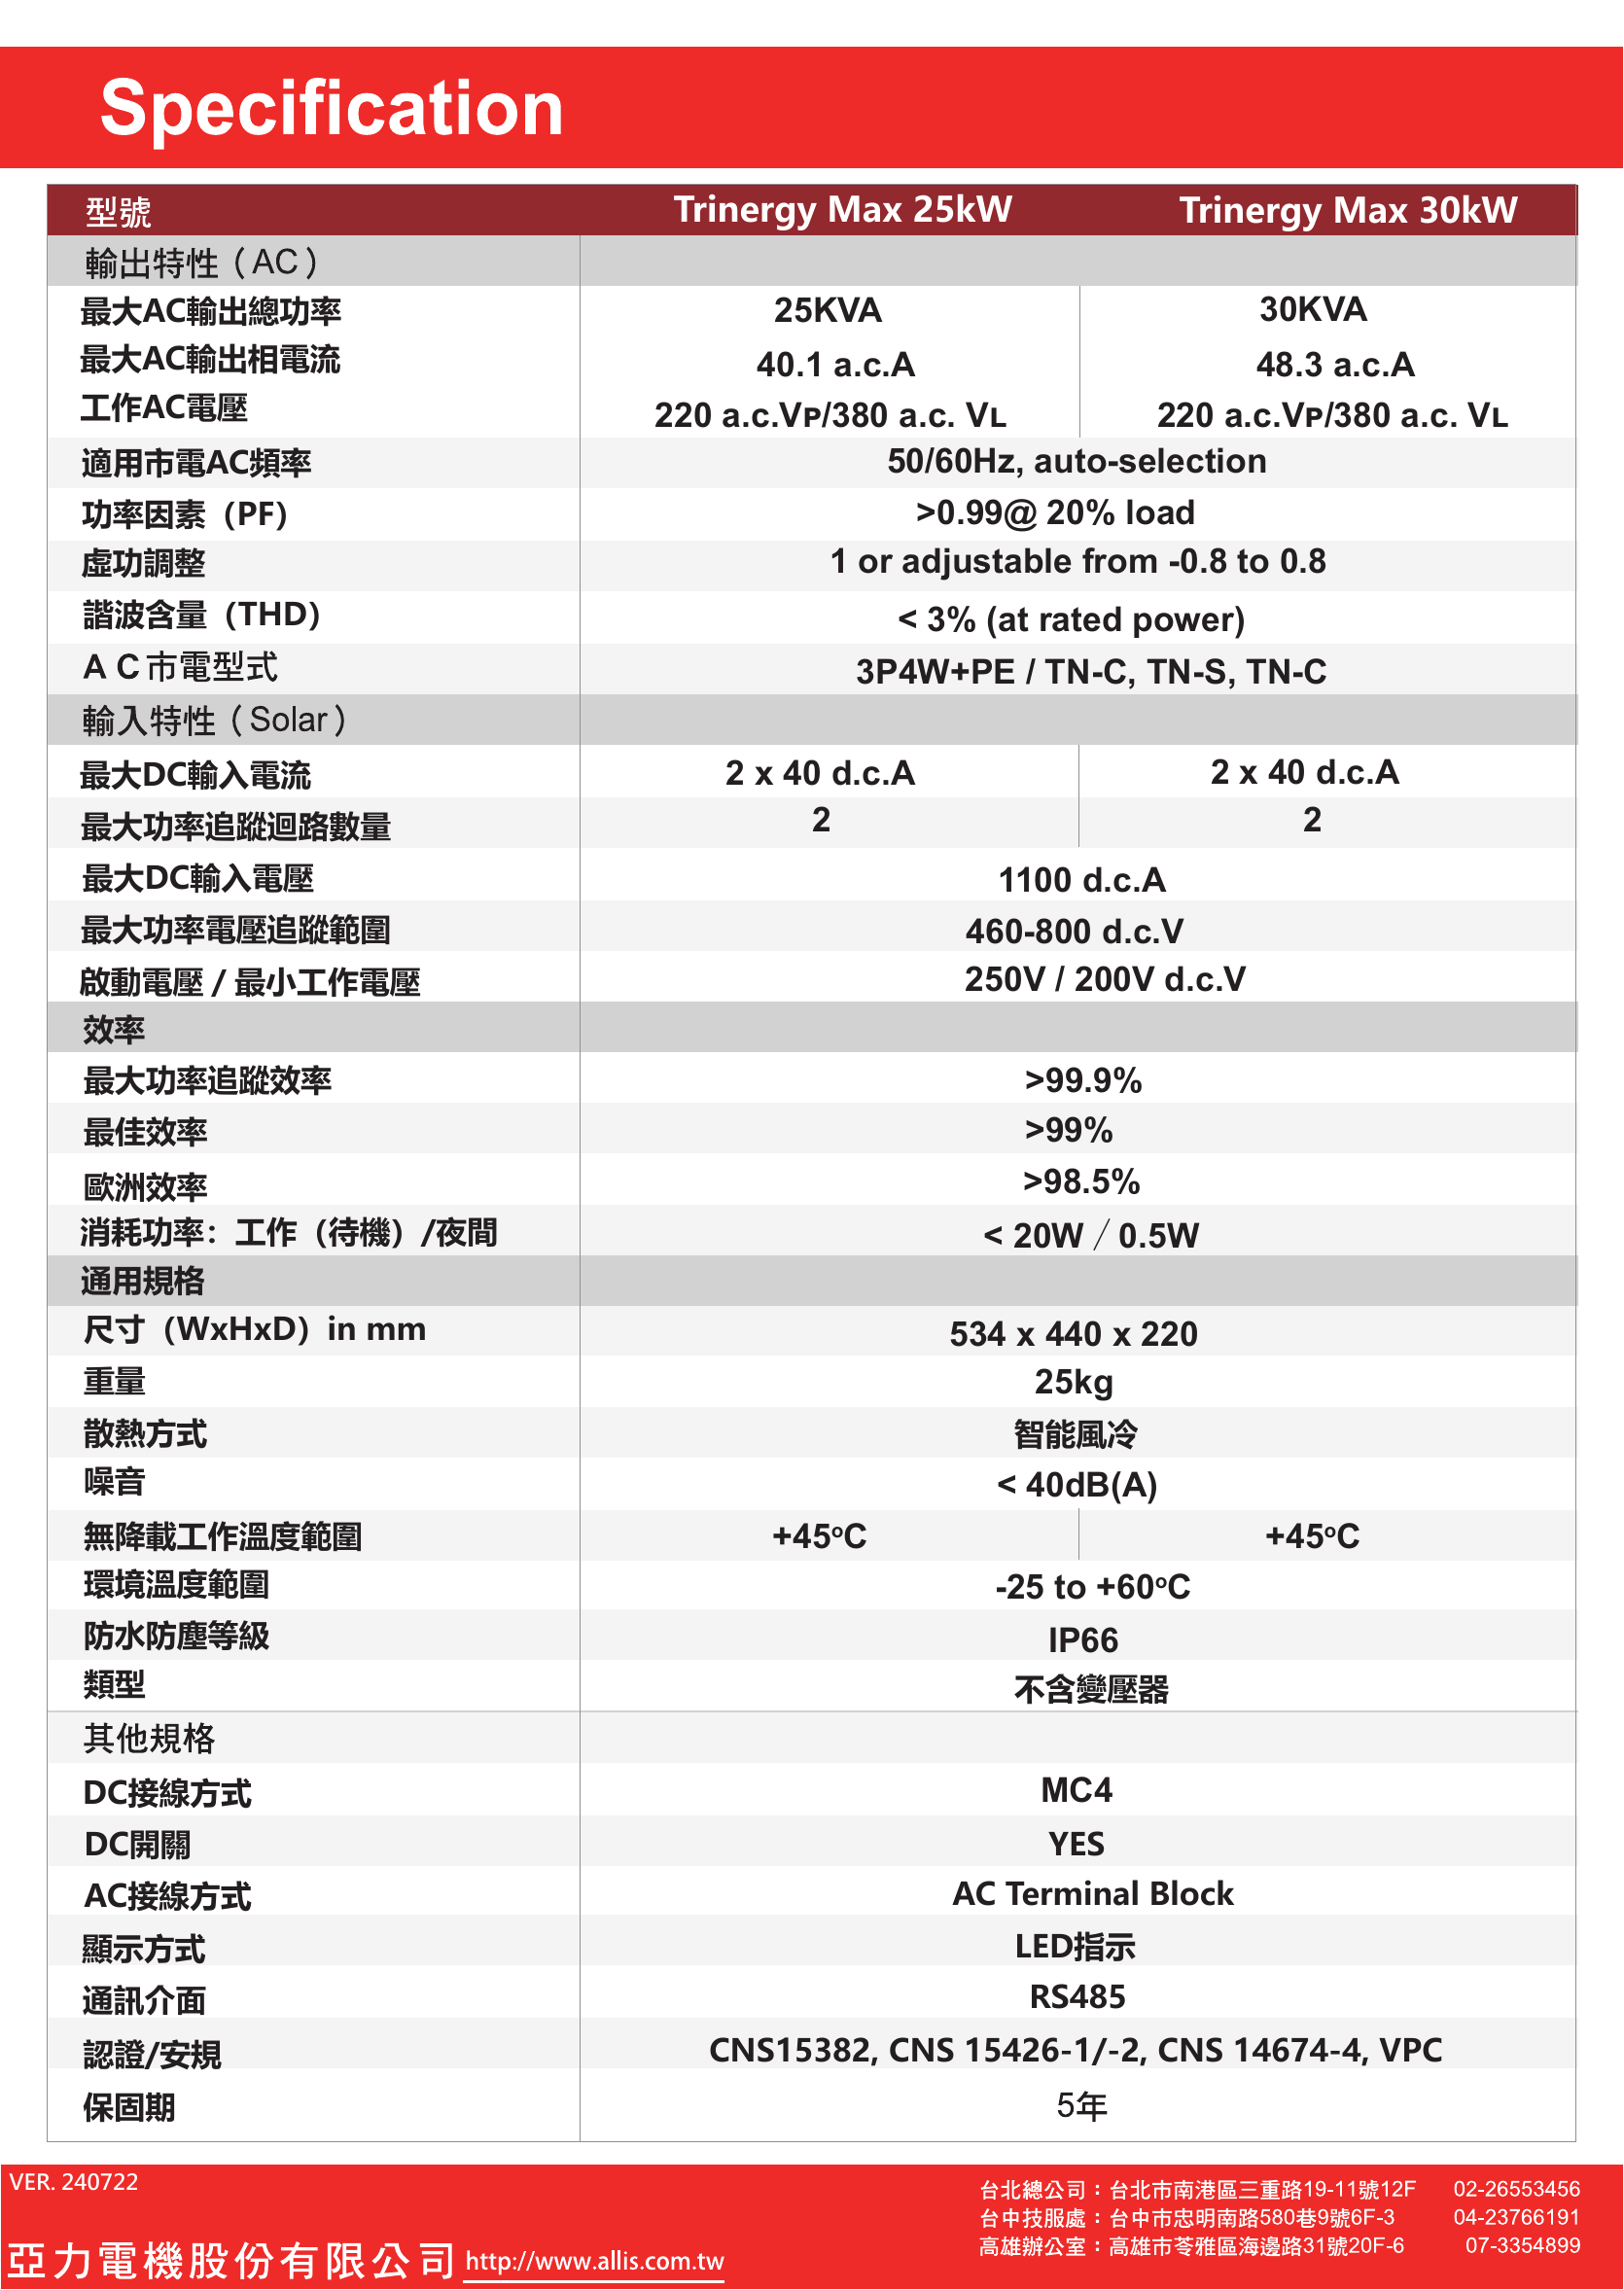 Specification
型號 Trinergy Max 25kW Trinergy Max 30kW
輸出特性（AC）
最大AC輸出總功率 25KVA 30KVA
最大AC輸出相電流 40.1 a.c.A 48.3 a.c.A
工作AC電壓 220 a.c.VP/380 a.c. VL 220 a.c.VP/380 a.c. VL
適用市電AC頻率 50/60Hz, auto-selection
功率因素（PF） >0.99@ 20% load
虛功調整 1 or adjustable from -0.8 to 0.8
諧波含量（THD） < 3% (at rated power)
ＡＣ市電型式 3P4W+PE / TN-C, TN-S, TN-C
輸入特性（Solar）
最大DC輸入電流 2 x 40 d.c.A 2 x 40 d.c.A
最大功率追蹤迴路數量 2 2
最大DC輸入電壓 1100 d.c.A
最大功率電壓追蹤範圍 460-800 d.c.V
啟動電壓 / 最小工作電壓 250V / 200V d.c.V
效率
最大功率追蹤效率 >99.9%
最佳效率 >99%
歐洲效率 >98.5%
消耗功率：工作（待機）/夜間 < 20W／0.5W
通用規格
尺寸（WxHxD）in mm 534 x 440 x 220
重量 25kg
散熱方式 智能風冷
噪音 < 40dB(A)
無降載工作溫度範圍 +45ºC +45ºC
環境溫度範圍 -25 to +60ºC
防水防塵等級 IP66
類型 不含變壓器
其他規格
DC接線方式 MC4
DC開關 YES
AC接線方式 AC Terminal Block
顯示方式 LED指示
通訊介面 RS485
認證/安規 CNS15382, CNS 15426-1/-2, CNS 14674-4, VPC
保固期 5年
VER. 240722
台北總公司：台北市南港區三重路19-11號12F 02-26553456
台中技服處：台中市忠明南路580巷9號6F-3 04-23766191
高雄辦公室：高雄市苓雅區海邊路31號20F-6 07-3354899
亞力電機股份有限公司 http://www.allis.com.tw